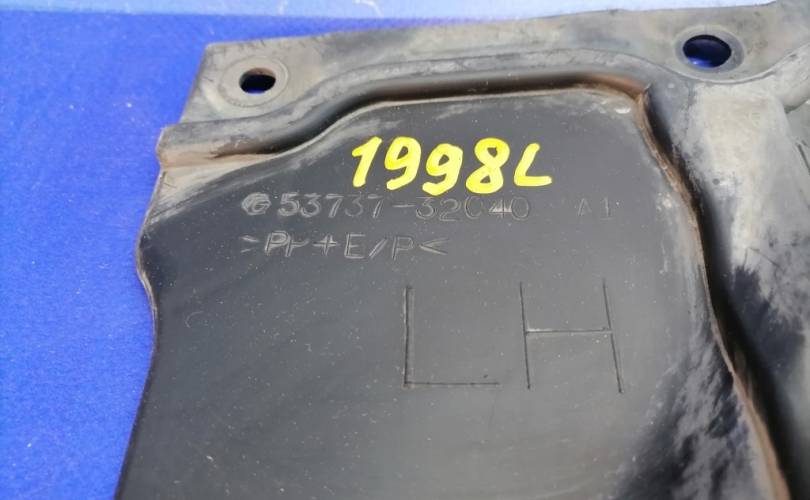 1998L
53737-32040 A1
>PP+E/P<
LH